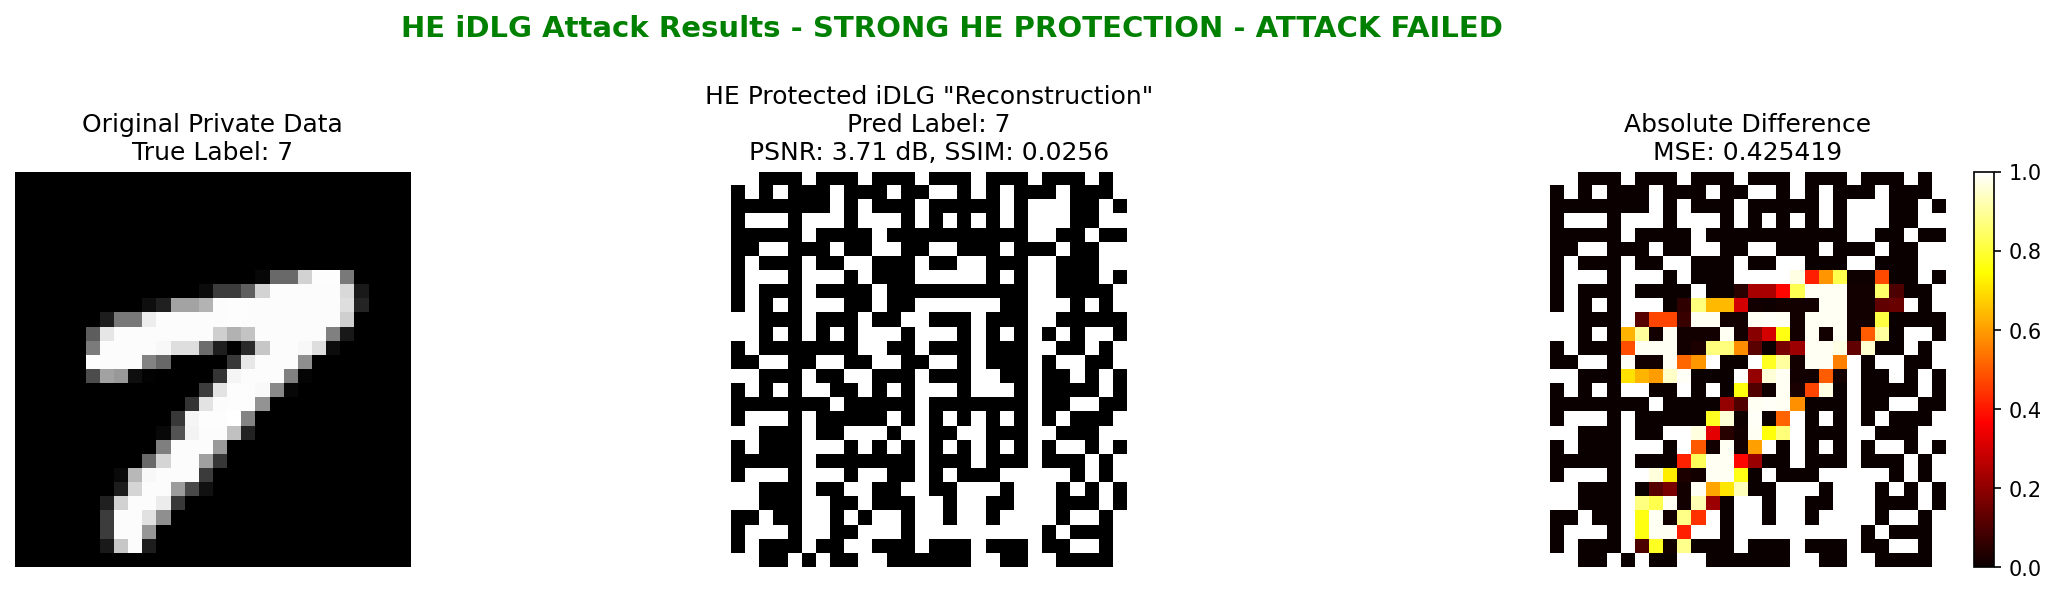 HE iDLG Attack Results - STRONG HE PROTECTION - ATTACK FAILED
Original Private Data
True Label: 7
HE Protected iDLG "Reconstruction"
Pred Label: 7
PSNR: 3.71 dB, SSIM: 0.0256
Absolute Difference
MSE: 0.425419
1.0
0.8
0.6
0.4
0.2
0.0